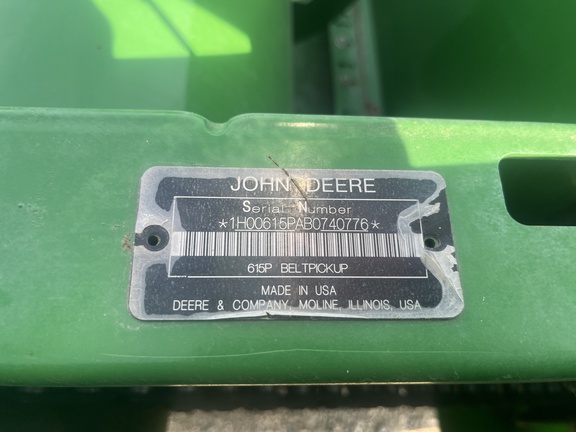 JOHN DEERE
Serial Number
*1H00615PAB0740776*
615P BELTPICKUP
MADE IN USA
DEERE & COMPANY, MOLINE, ILLINOIS, USA